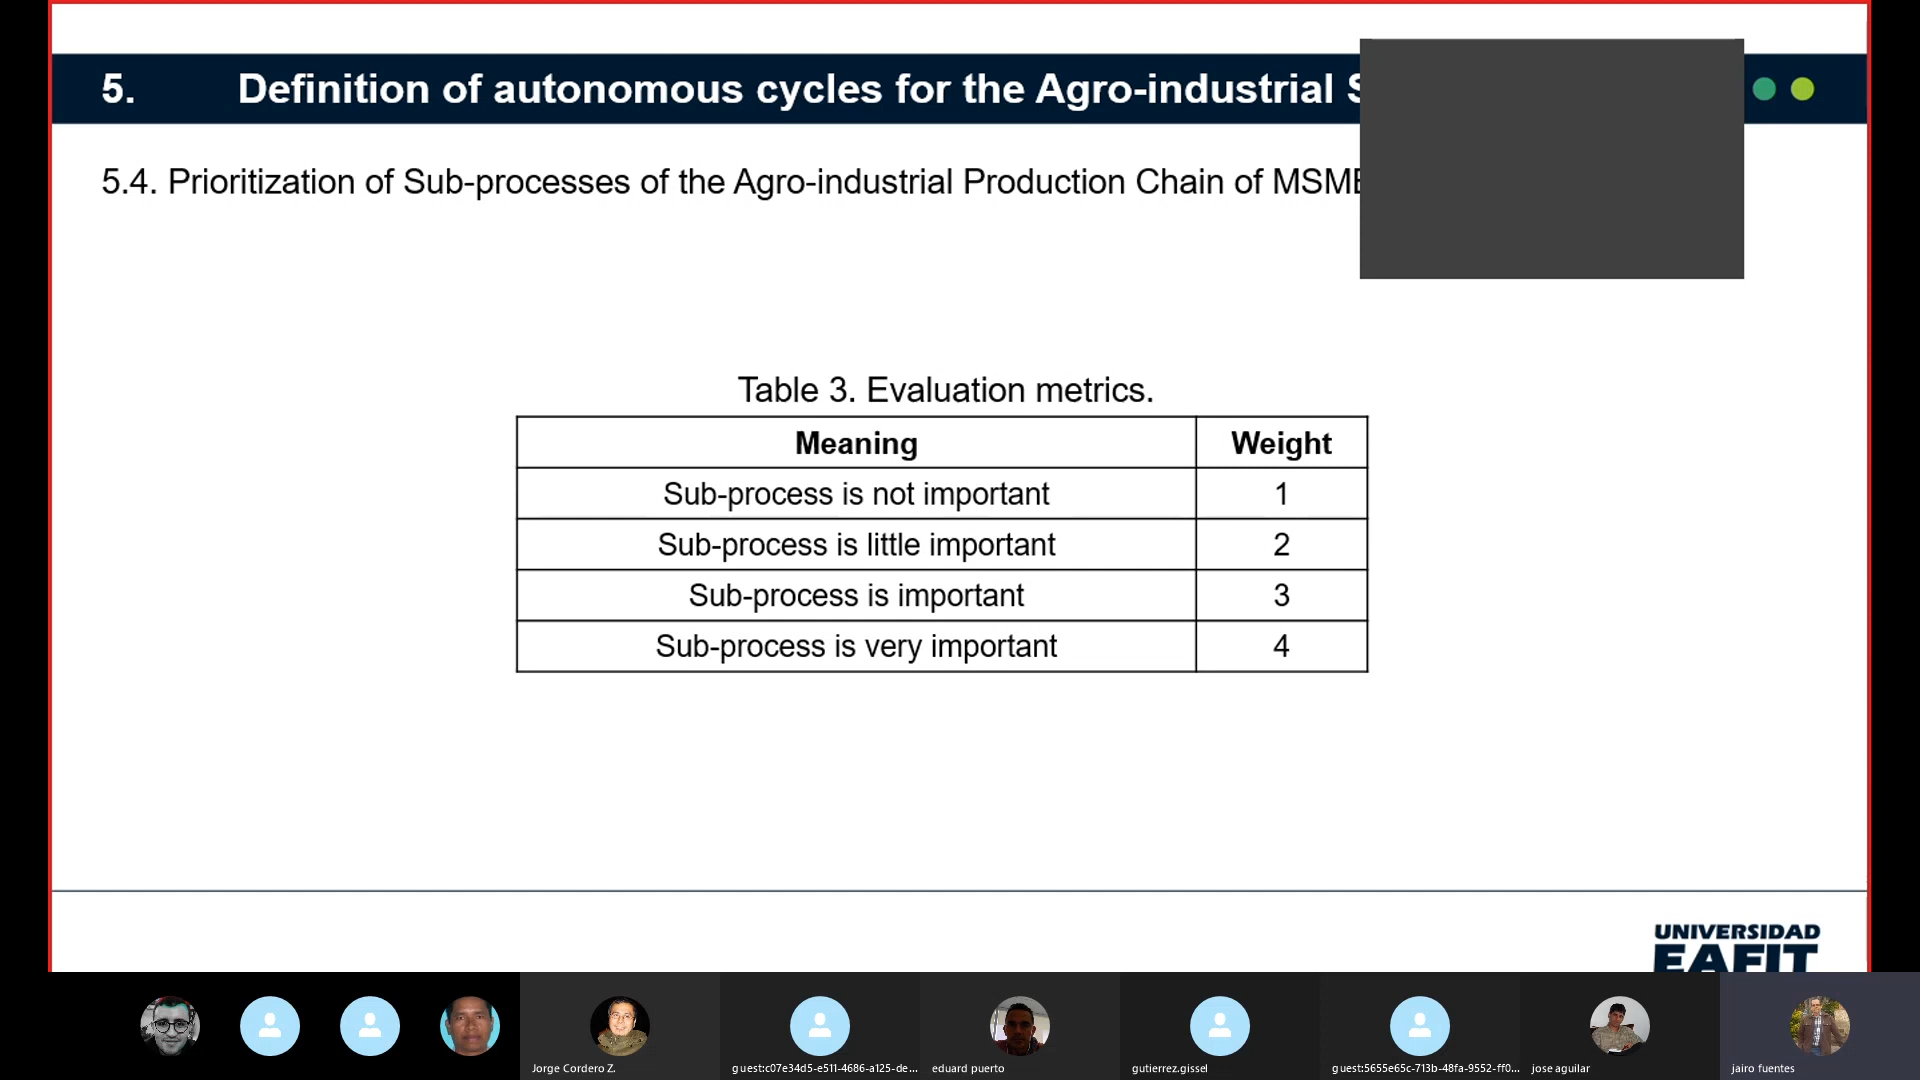 5. Definition of autonomous cycles for the Agro-industrial
5.4. Prioritization of Sub-processes of the Agro-industrial Production Chain of
Table 3. Evaluation metrics.
Meaning Weight
Sub-process is not important 1
Sub-process is little important 2
Sub-process is important 3
Sub-process is very important 4
UNIVERSIDAD
EAFIT
Jorge Cordero Z.
guest:c07e34d5-e511-4686-a125-de...
eduard puerto
gutierrez.gissel
guest:5655e65c-713b-48fa-9552-ff0...
jose aguilar
jairo fuentes